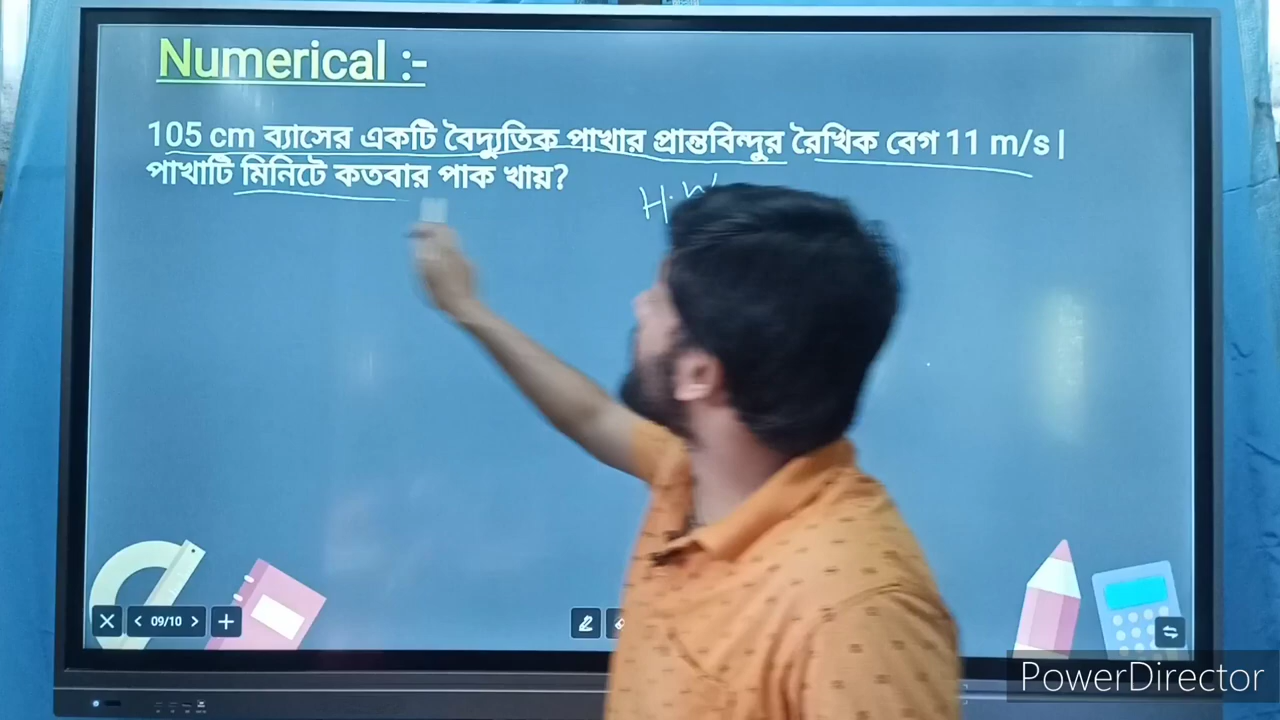 Numerical :-
105 cm ব্যাসের একটি বৈদ্যুতিক পাখার প্রান্তবিন্দুর রৈখিক বেগ 11 m/s |
পাখাটি মিনিটে কতবার পাক খায়?
H.W
09/10
PowerDirector